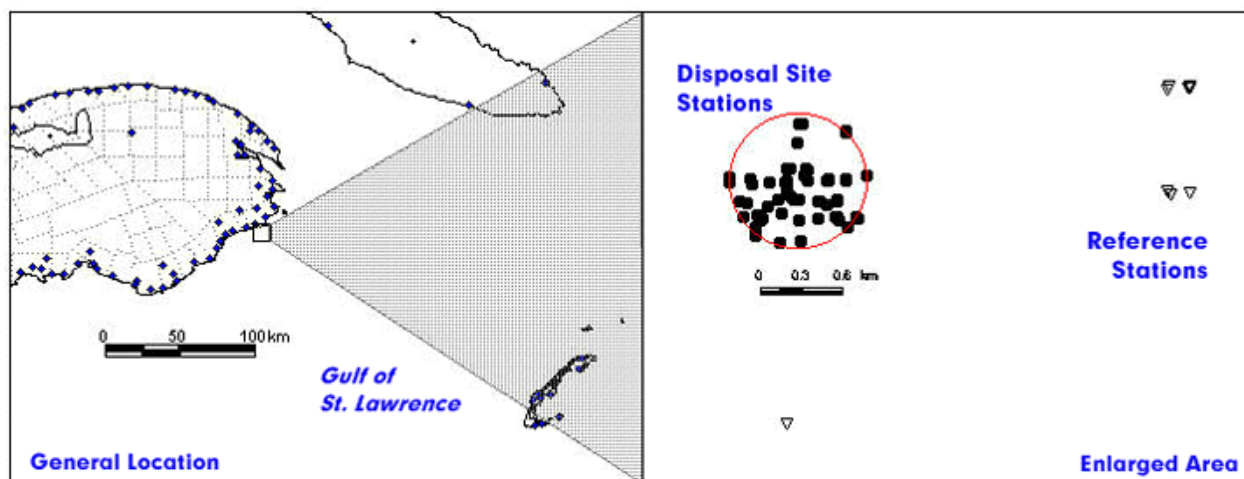 Disposal Site
Stations
0 0.3 0.6 km
Reference
Stations
0 50 100 km
Gulf of
St. Lawrence
General Location
Enlarged Area